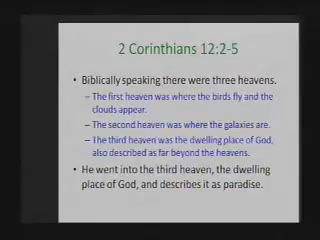 2 Corinthians 12:2-5
• Biblically speaking there were three heavens.
– The first heaven was where the birds fly and the
clouds appear.
– The second heaven was where the galaxies are.
– The third heaven was the dwelling place of God,
also described as far beyond the heavens.
• He went into the third heaven, the dwelling
place of God, and describes it as paradise.